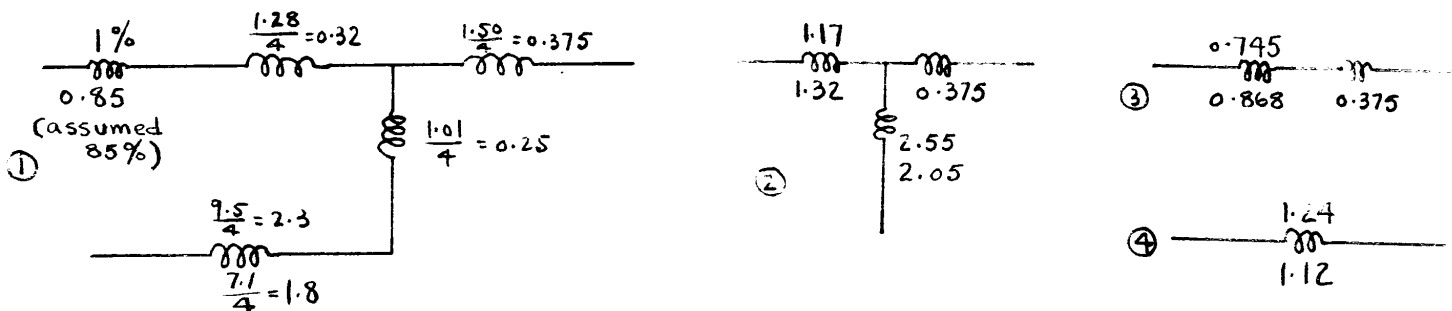 ①
1%
0.85
(assumed
85%)
1.28/4 = 0.32
1.50/4 = 0.375
1.01/4 = 0.25
9.5/4 = 2.3
7.1/4 = 1.8
②
1.17
1.32
0.375
2.55
2.05
③
0.745
0.868
0.375
④
1.24
1.12